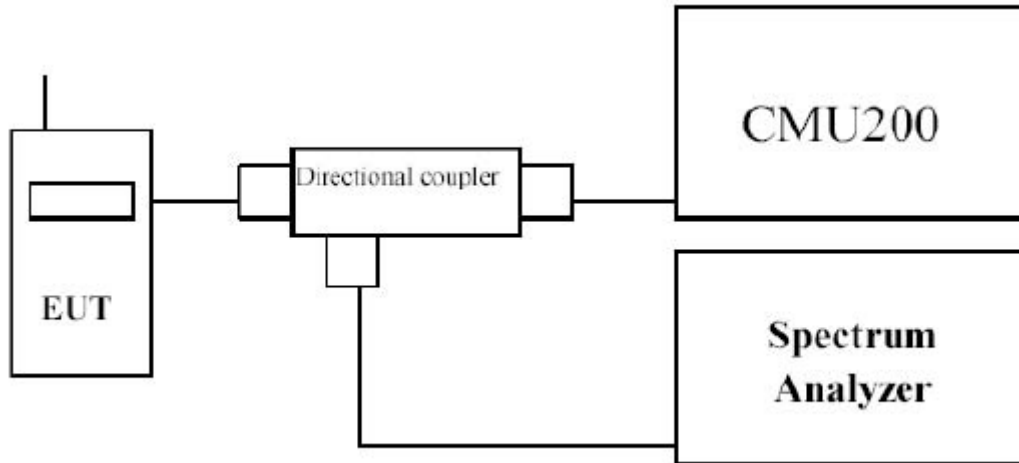 CMU200
Directional coupler
EUT
Spectrum
Analyzer